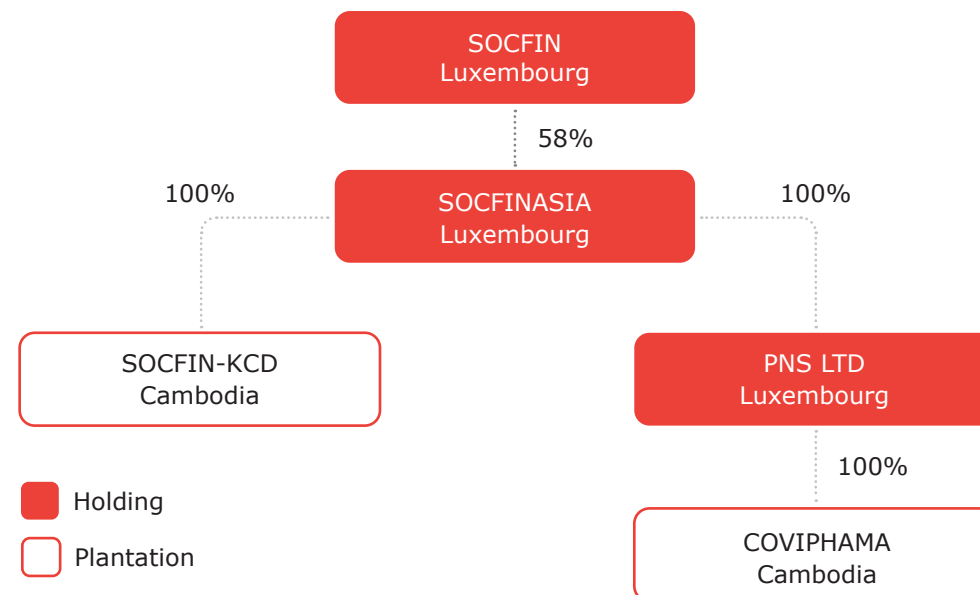 SOCFIN
Luxembourg
58%
100%
SOCFINASIA
Luxembourg
100%
SOCFIN-KCD
Cambodia
PNS LTD
Luxembourg
100%
Holding
Plantation
COVIPHAMA
Cambodia